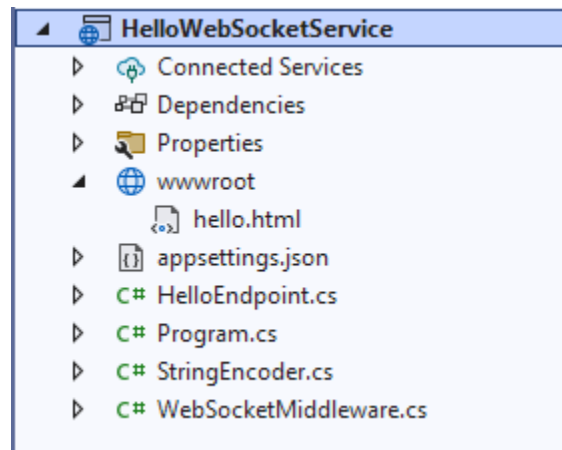 HelloWebSocketService
Connected Services
Dependencies
Properties
wwwroot
hello.html
appsettings.json
C# HelloEndpoint.cs
C# Program.cs
C# StringEncoder.cs
C# WebSocketMiddleware.cs